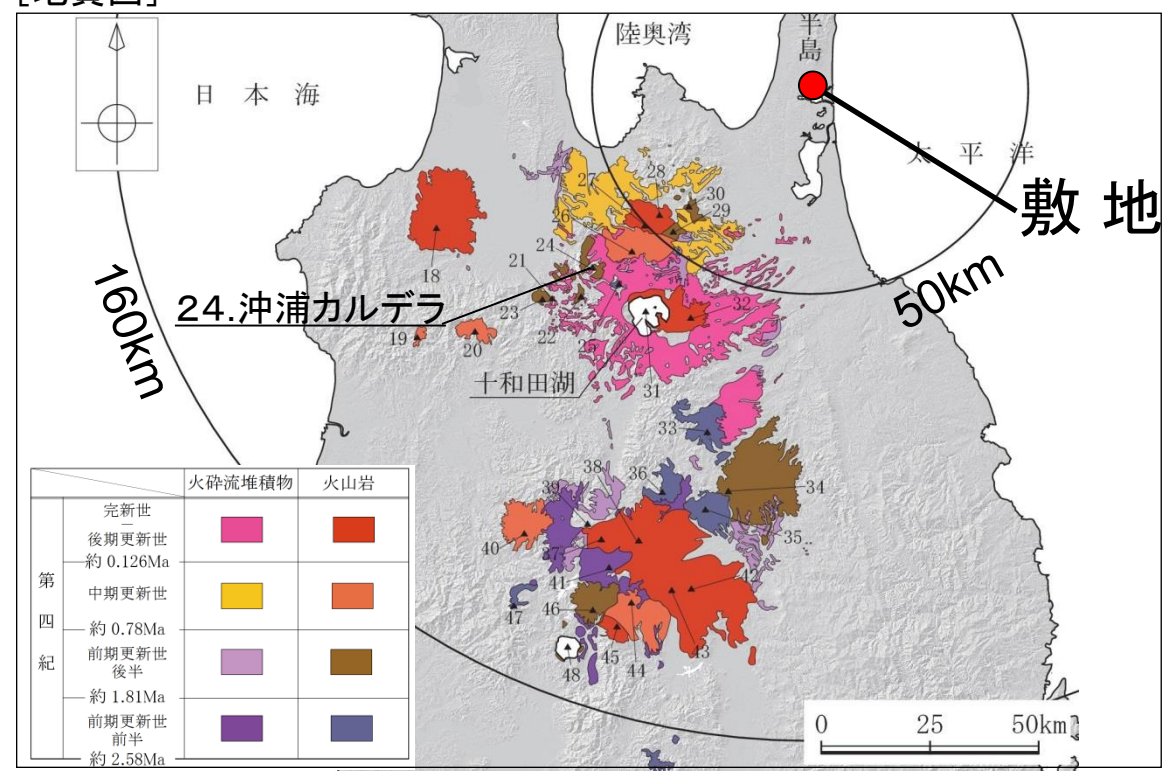 [地質図]
陸奥湾
半島
日本海
太平洋
敷地
28
27
30
29
26
24
18
21
24.沖浦カルデラ
23
22
25
32
19
20
50km
160km
十和田湖
31
33
38
36
39
34
40
37
35
41
42
46
47
45
44
43
48
火砕流堆積物 火山岩
第四紀
完新世
―
後期更新世
約 0.126Ma
中期更新世
約 0.78Ma
前期更新世
後半
約 1.81Ma
前期更新世
前半
約 2.58Ma
0 25 50km